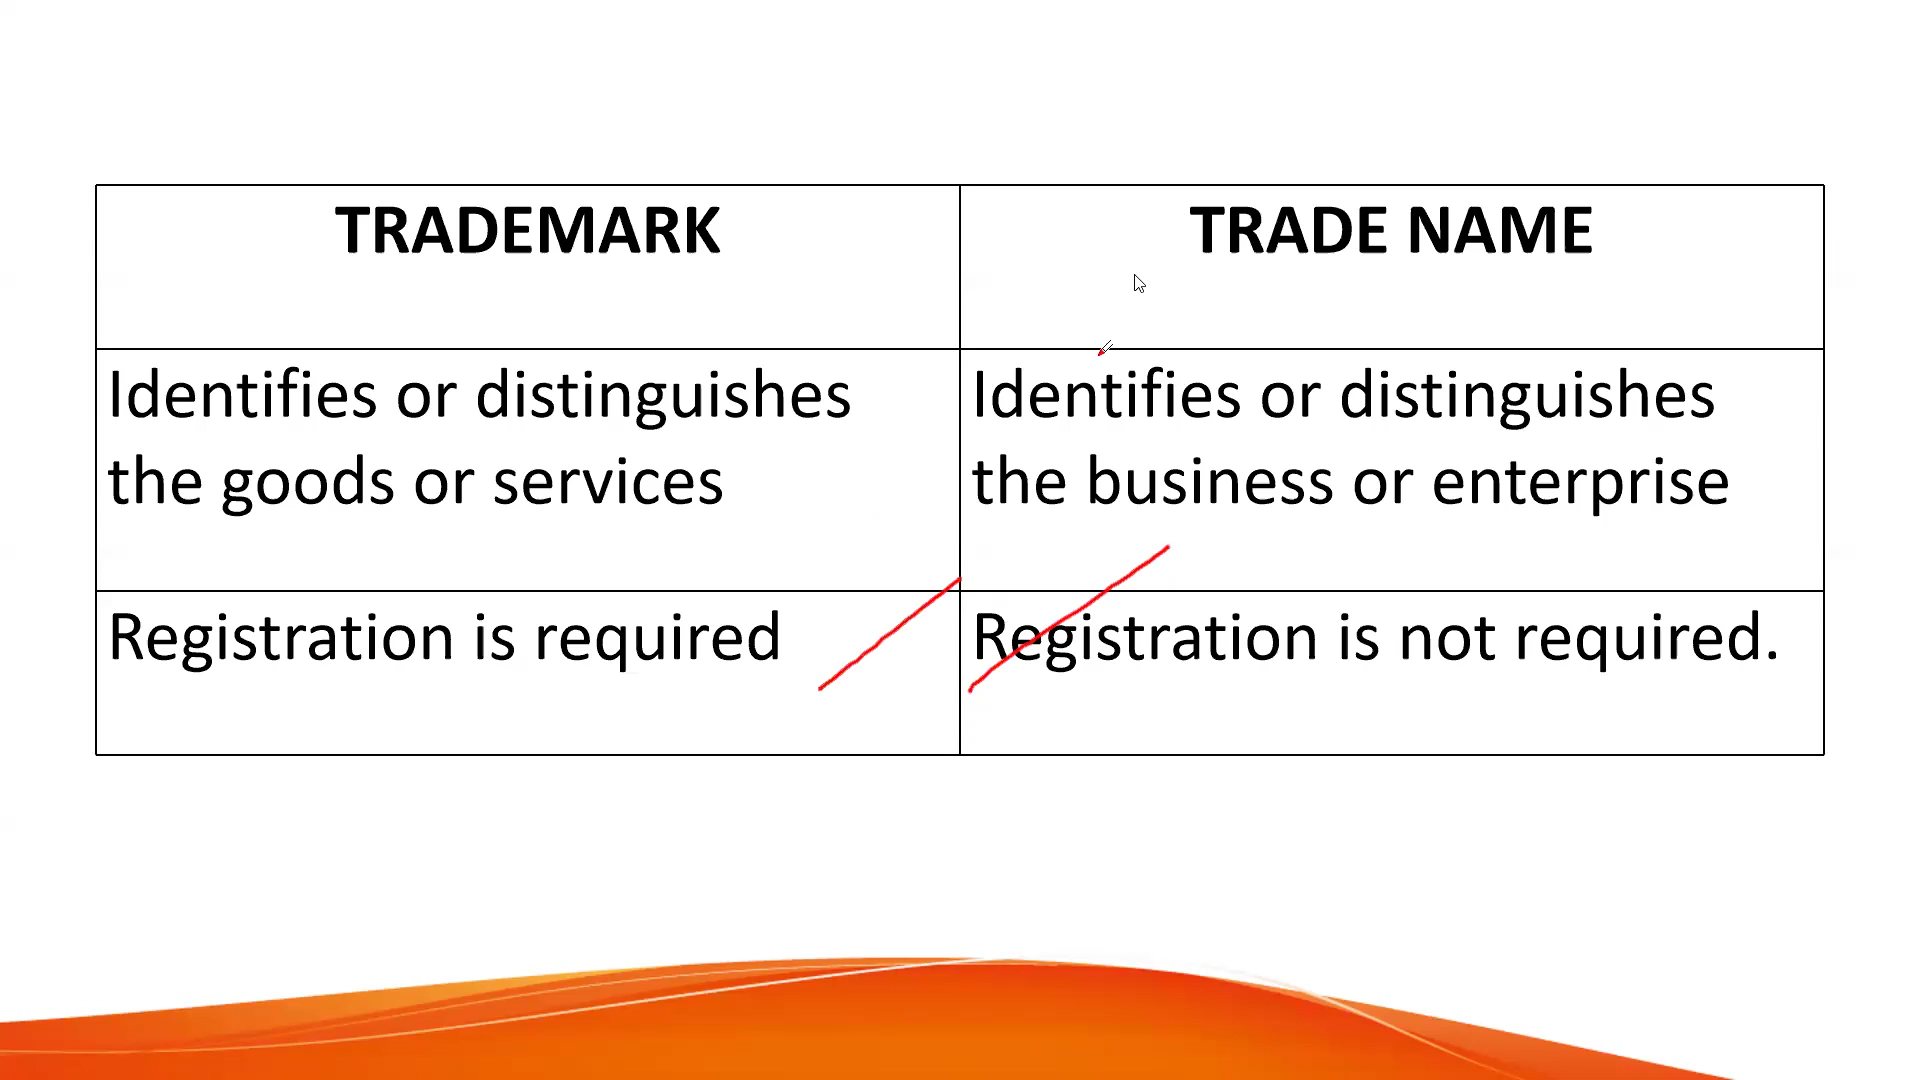 TRADEMARK
TRADE NAME
Identifies or distinguishes
the goods or services
Identifies or distinguishes
the business or enterprise
Registration is required
Registration is not required.